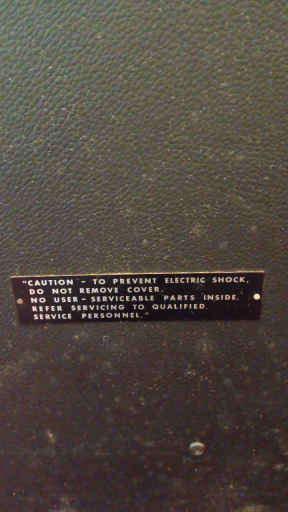 "CAUTION - TO PREVENT ELECTRIC SHOCK,
DO NOT REMOVE COVER.
NO USER-SERVICEABLE PARTS INSIDE.
REFER SERVICING TO QUALIFIED
SERVICE PERSONNEL."